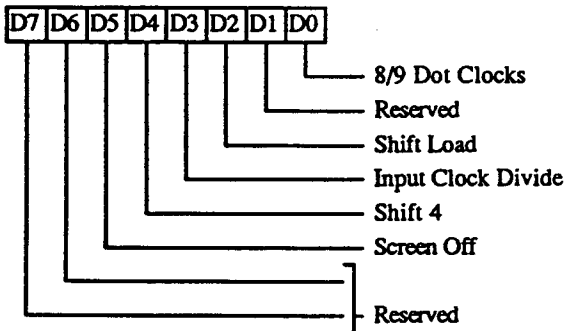 D7 D6 D5 D4 D3 D2 D1 D0
8/9 Dot Clocks
Reserved
Shift Load
Input Clock Divide
Shift 4
Screen Off
Reserved